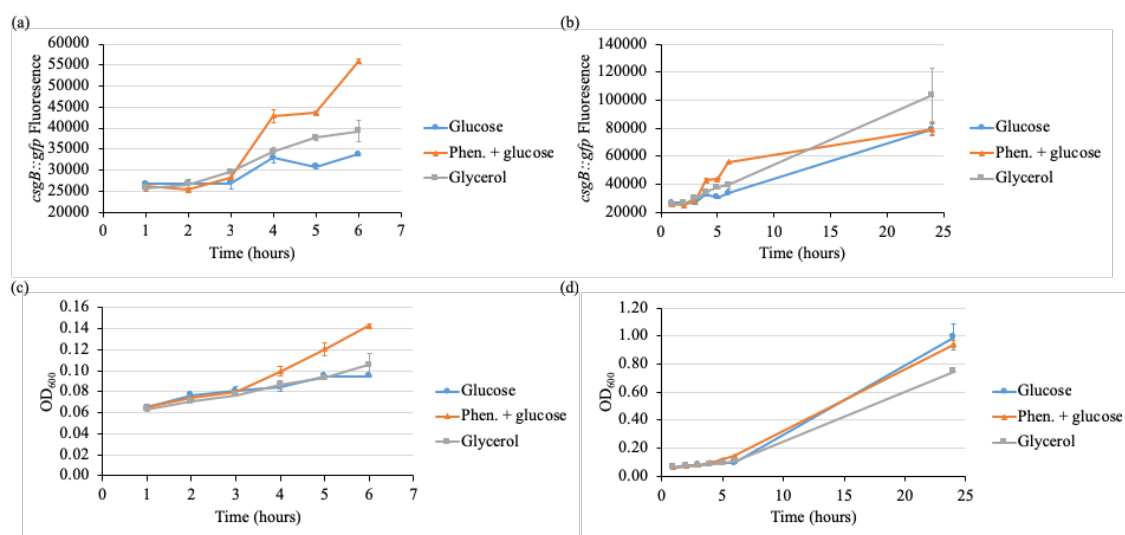 (a)
csgB::gfp Fluoresence
60000
55000
50000
45000
40000
35000
30000
25000
20000
0 1 2 3 4 5 6 7
Time (hours)
Glucose
Phen. + glucose
Glycerol
(b)
csgB::gfp Fluoresence
140000
120000
100000
80000
60000
40000
20000
0 5 10 15 20 25
Time (hours)
Glucose
Phen. + glucose
Glycerol
(c)
OD600
0.16
0.14
0.12
0.10
0.08
0.06
0.04
0.02
0.00
0 1 2 3 4 5 6 7
Time (hours)
Glucose
Phen. + glucose
Glycerol
(d)
OD600
1.20
1.00
0.80
0.60
0.40
0.20
0.00
0 5 10 15 20 25
Time (hours)
Glucose
Phen. + glucose
Glycerol